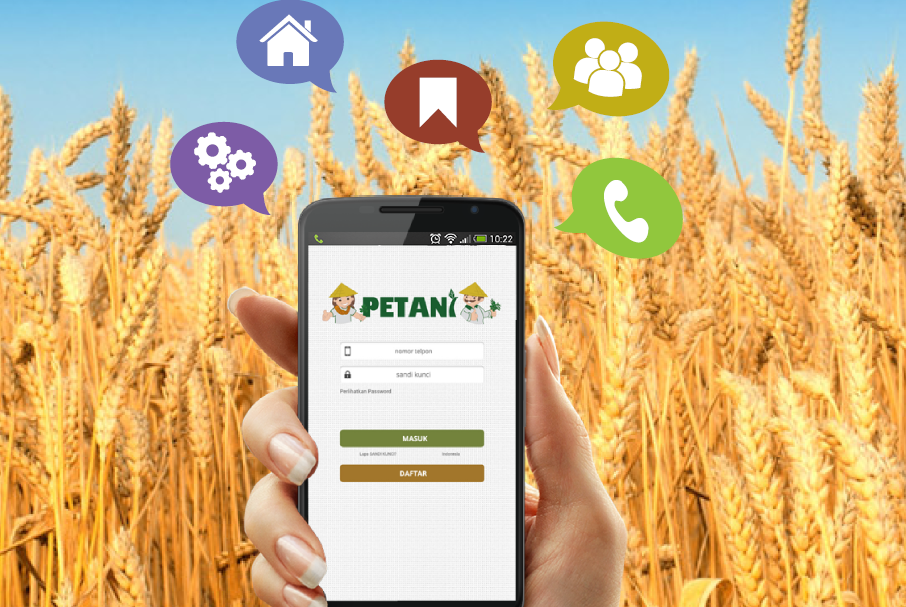 10:22
PETANI
nomor telpon
sandi kunci
Perlihatkan Password
MASUK
Lupa SANDI KUNCI? Indonesia
DAFTAR